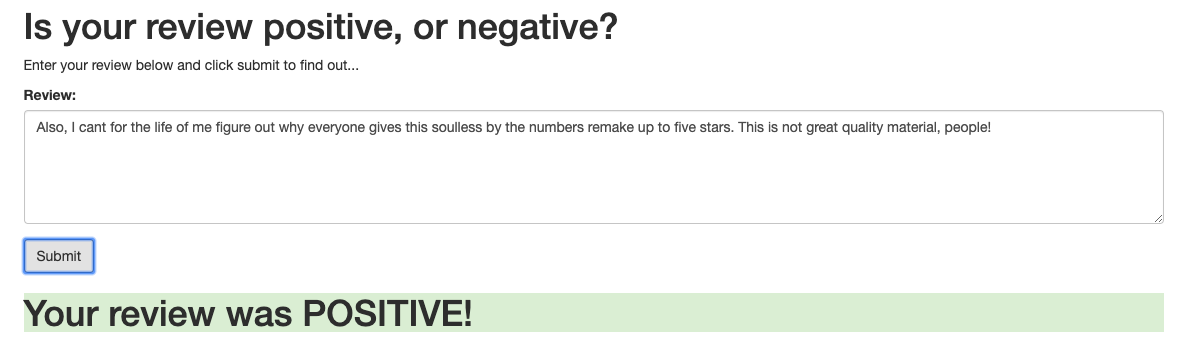 Is your review positive, or negative?
Enter your review below and click submit to find out...
Review:
Also, I cant for the life of me figure out why everyone gives this soulless by the numbers remake up to five stars. This is not great quality material, people!
Submit
Your review was POSITIVE!